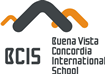 BCIS
Buena Vista
Concordia
International
School